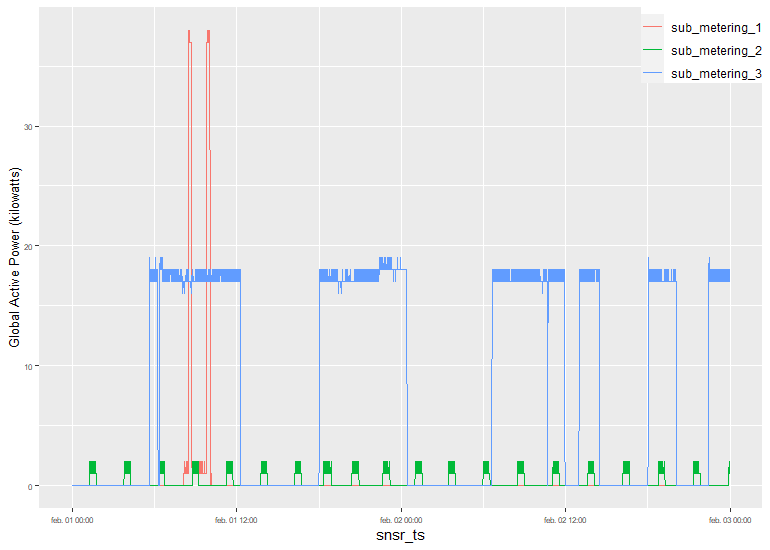 sub_metering_1
sub_metering_2
sub_metering_3
Global Active Power (kilowatts)
30
20
10
0
feb. 01 00:00
feb. 01 12:00
feb. 02 00:00
feb. 02 12:00
feb. 03 00:00
snsr_ts